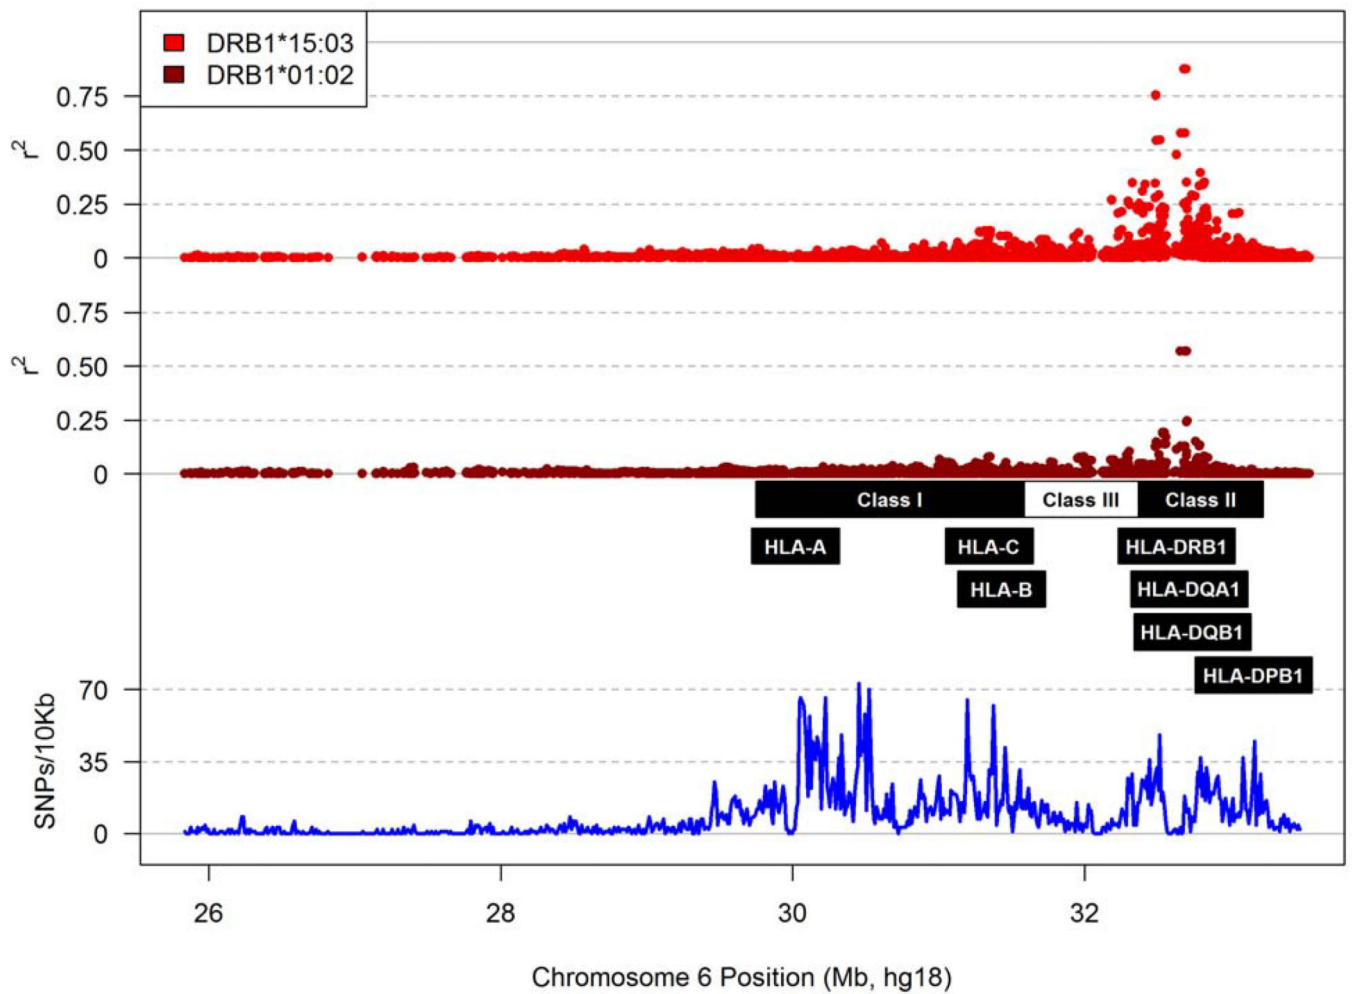 DRB1*15:03
DRB1*01:02
0.75
0.50
0.25
0
r²
0.75
0.50
0.25
0
r²
Class I
Class III
Class II
HLA-A
HLA-C
HLA-DRB1
HLA-B
HLA-DQA1
HLA-DQB1
HLA-DPB1
70
35
0
SNPs/10Kb
26
28
30
32
Chromosome 6 Position (Mb, hg18)